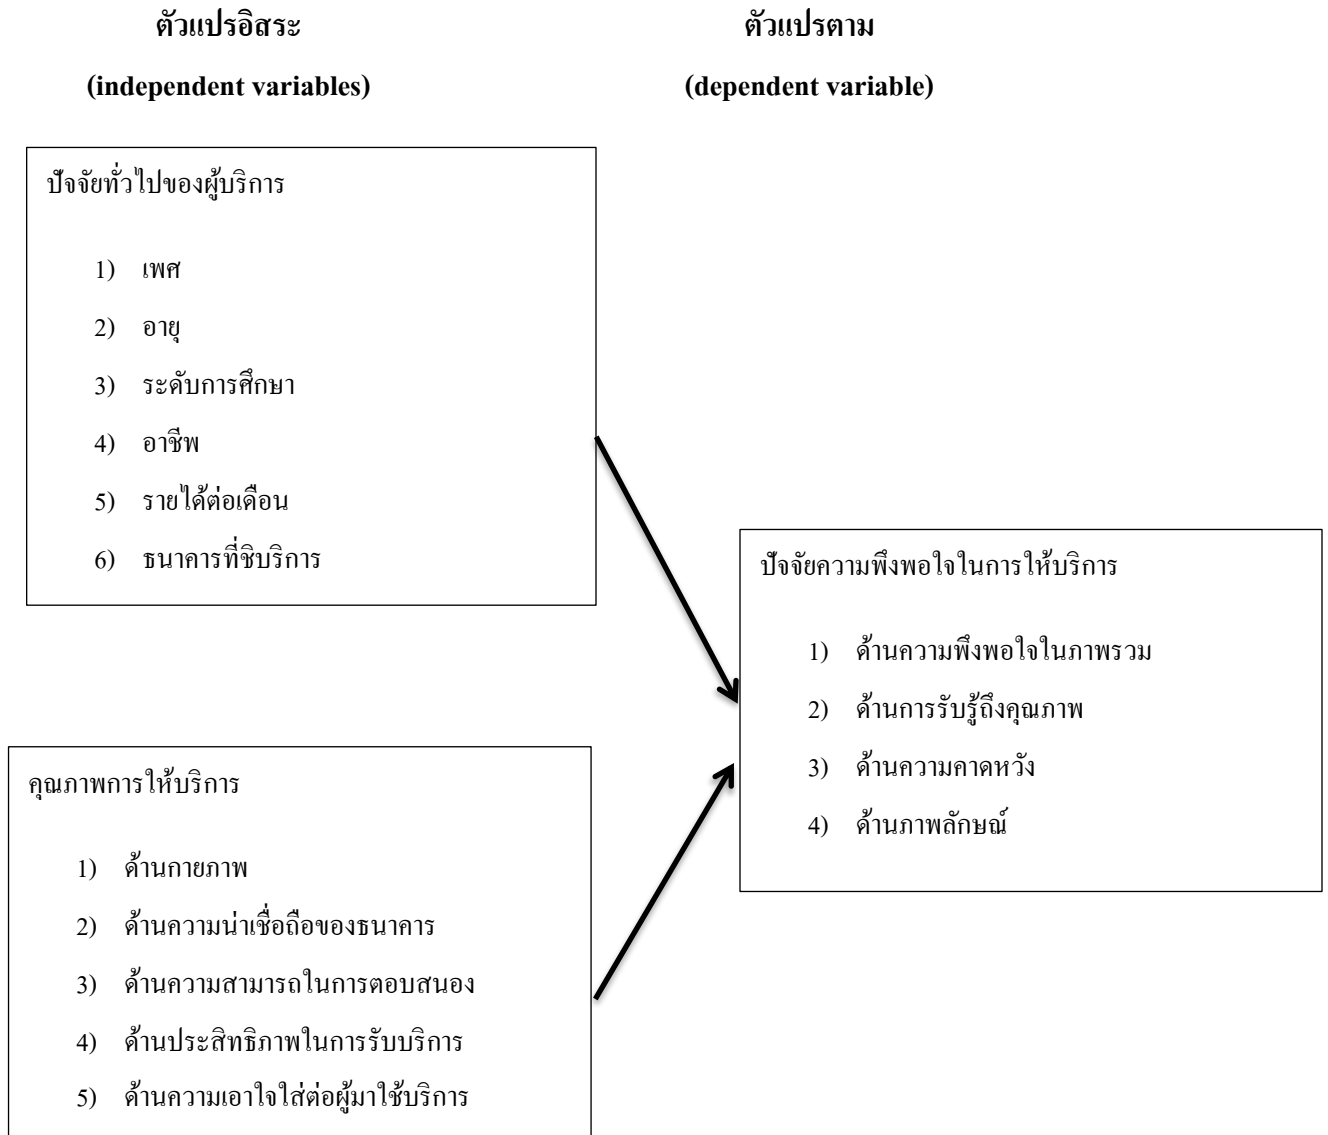 ตัวแปรอิสระ
(independent variables)
ตัวแปรตาม
(dependent variable)
ปัจจัยทั่วไปของผู้บริการ
1) เพศ
2) อายุ
3) ระดับการศึกษา
4) อาชีพ
5) รายได้ต่อเดือน
6) ธนาคารที่ชิบริการ
ปัจจัยความพึงพอใจในการให้บริการ
1) ด้านความพึงพอใจในภาพรวม
2) ด้านการรับรู้ถึงคุณภาพ
3) ด้านความคาดหวัง
4) ด้านภาพลักษณ์
คุณภาพการให้บริการ
1) ด้านกายภาพ
2) ด้านความน่าเชื่อถือของธนาคาร
3) ด้านความสามารถในการตอบสนอง
4) ด้านประสิทธิภาพในการรับบริการ
5) ด้านความเอาใจใส่ต่อผู้มาใช้บริการ